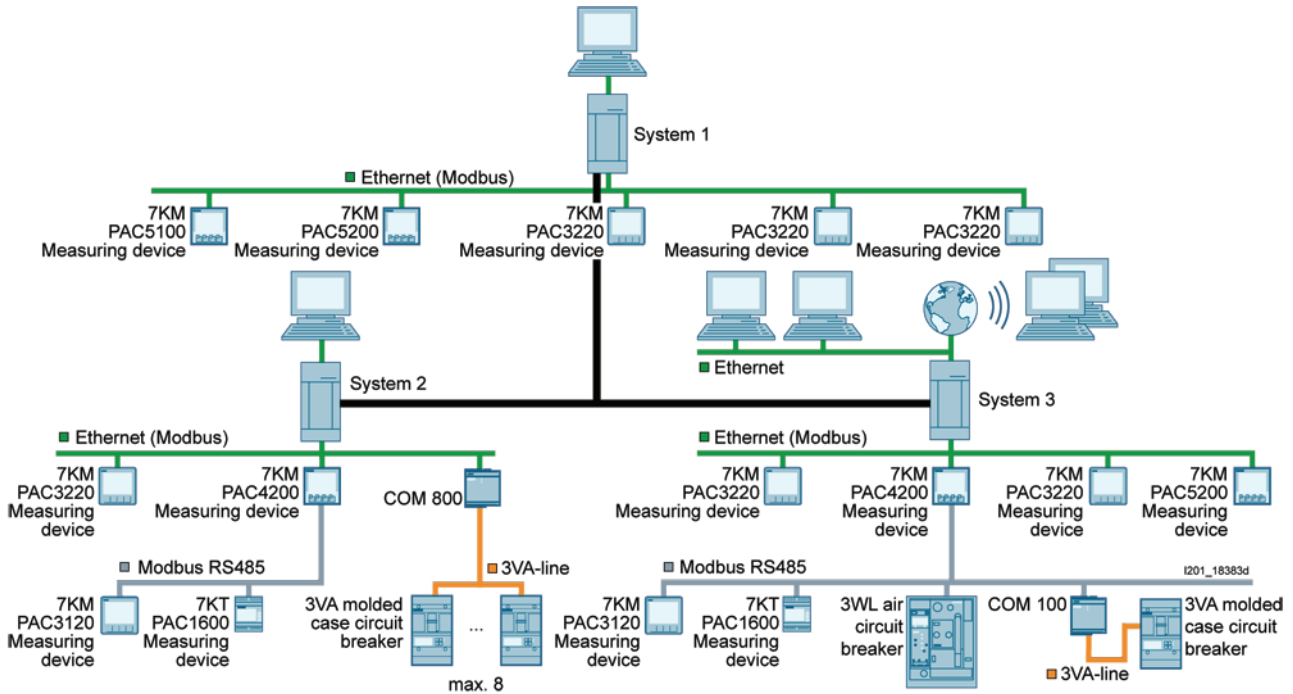 System 1
Ethernet (Modbus)
7KM
PAC5100
Measuring device
7KM
PAC5200
Measuring device
7KM
PAC3220
Measuring device
7KM
PAC3220
Measuring device
7KM
PAC3220
Measuring device
Ethernet
System 2
System 3
Ethernet (Modbus)
7KM
PAC3220
Measuring
device
7KM
PAC4200
Measuring device
COM 800
Ethernet (Modbus)
7KM
PAC3220
Measuring device
7KM
PAC4200
Measuring
device
7KM
PAC3220
Measuring
device
7KM
PAC5200
Measuring
device
Modbus RS485
7KM
PAC3120
Measuring
device
7KT
PAC1600
Measuring
device
3VA-line
3VA molded
case circuit
breaker
...
max. 8
Modbus RS485
I201_18383d
7KM
PAC3120
Measuring
device
7KT
PAC1600
Measuring
device
3WL air
circuit
breaker
COM 100
3VA molded
case circuit
breaker
3VA-line